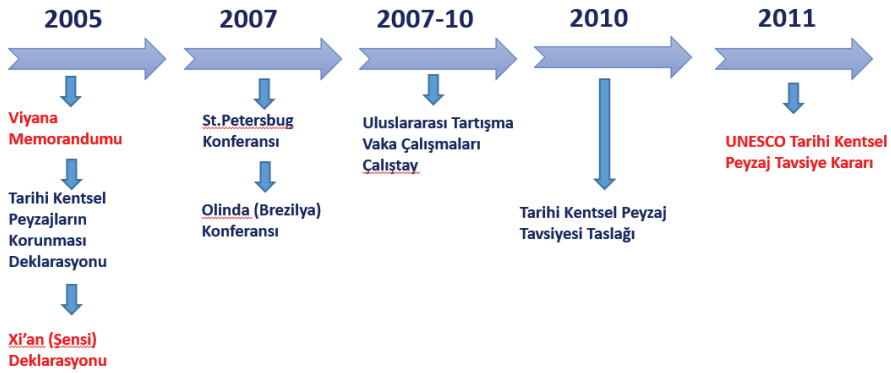 2005
Viyana
Memorandumu
Tarihi Kentsel
Peyzajların
Korunması
Deklarasyonu
Xi’an (Şensi)
Deklarasyonu
2007
St.Petersbug
Konferansı
Olinda (Brezilya)
Konferansı
2007-10
Uluslararası Tartışma
Vaka Çalışmaları
Çalıştay
2010
Tarihi Kentsel Peyzaj
Tavsiyesi Taslağı
2011
UNESCO Tarihi Kentsel
Peyzaj Tavsiye Kararı